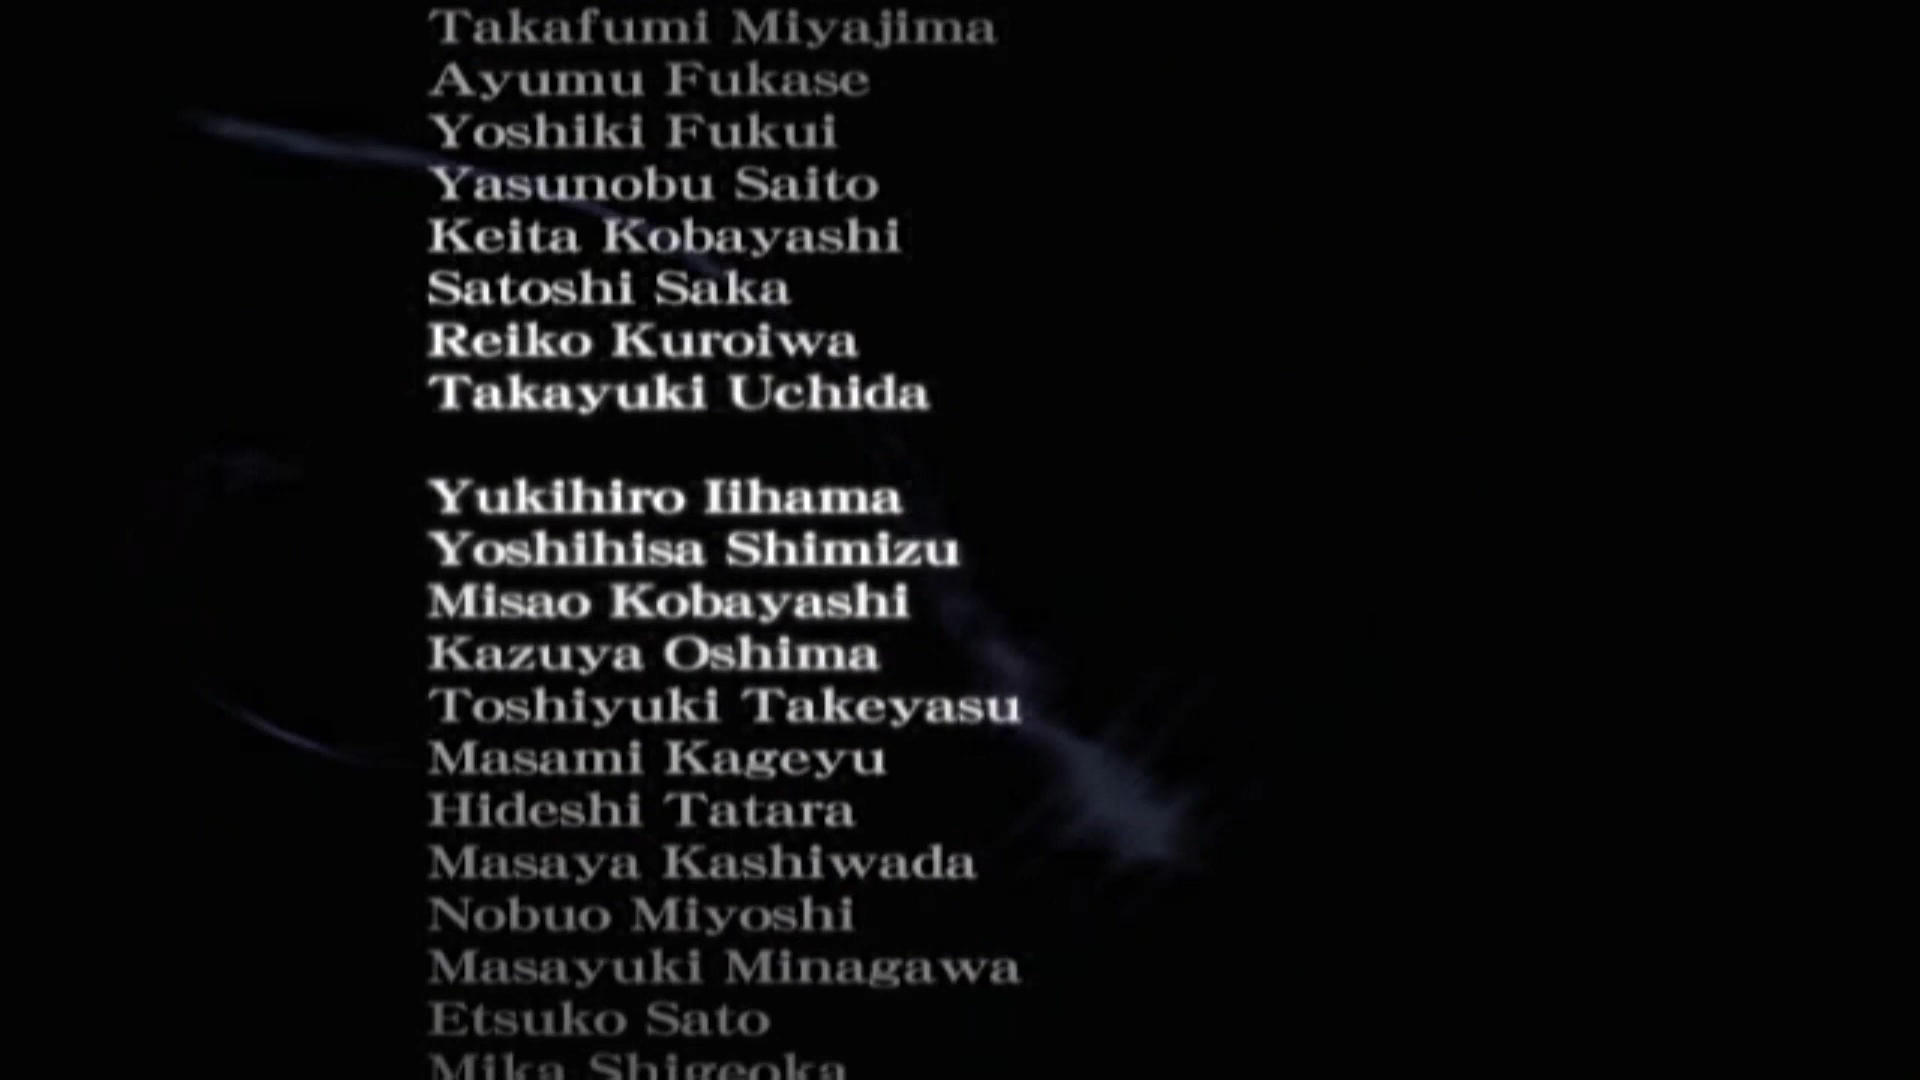 Takafumi Miyajima
Ayumu Fukase
Yoshiki Fukui
Yasunobu Saito
Keita Kobayashi
Satoshi Saka
Reiko Kuroiwa
Takayuki Uchida
Yukihiro Iihama
Yoshihisa Shimizu
Misao Kobayashi
Kazuya Oshima
Toshiyuki Takeyasu
Masami Kageyu
Hideshi Tatara
Masaya Kashiwada
Nobuo Miyoshi
Masayuki Minagawa
Etsuko Sato
Mika Shigeoka